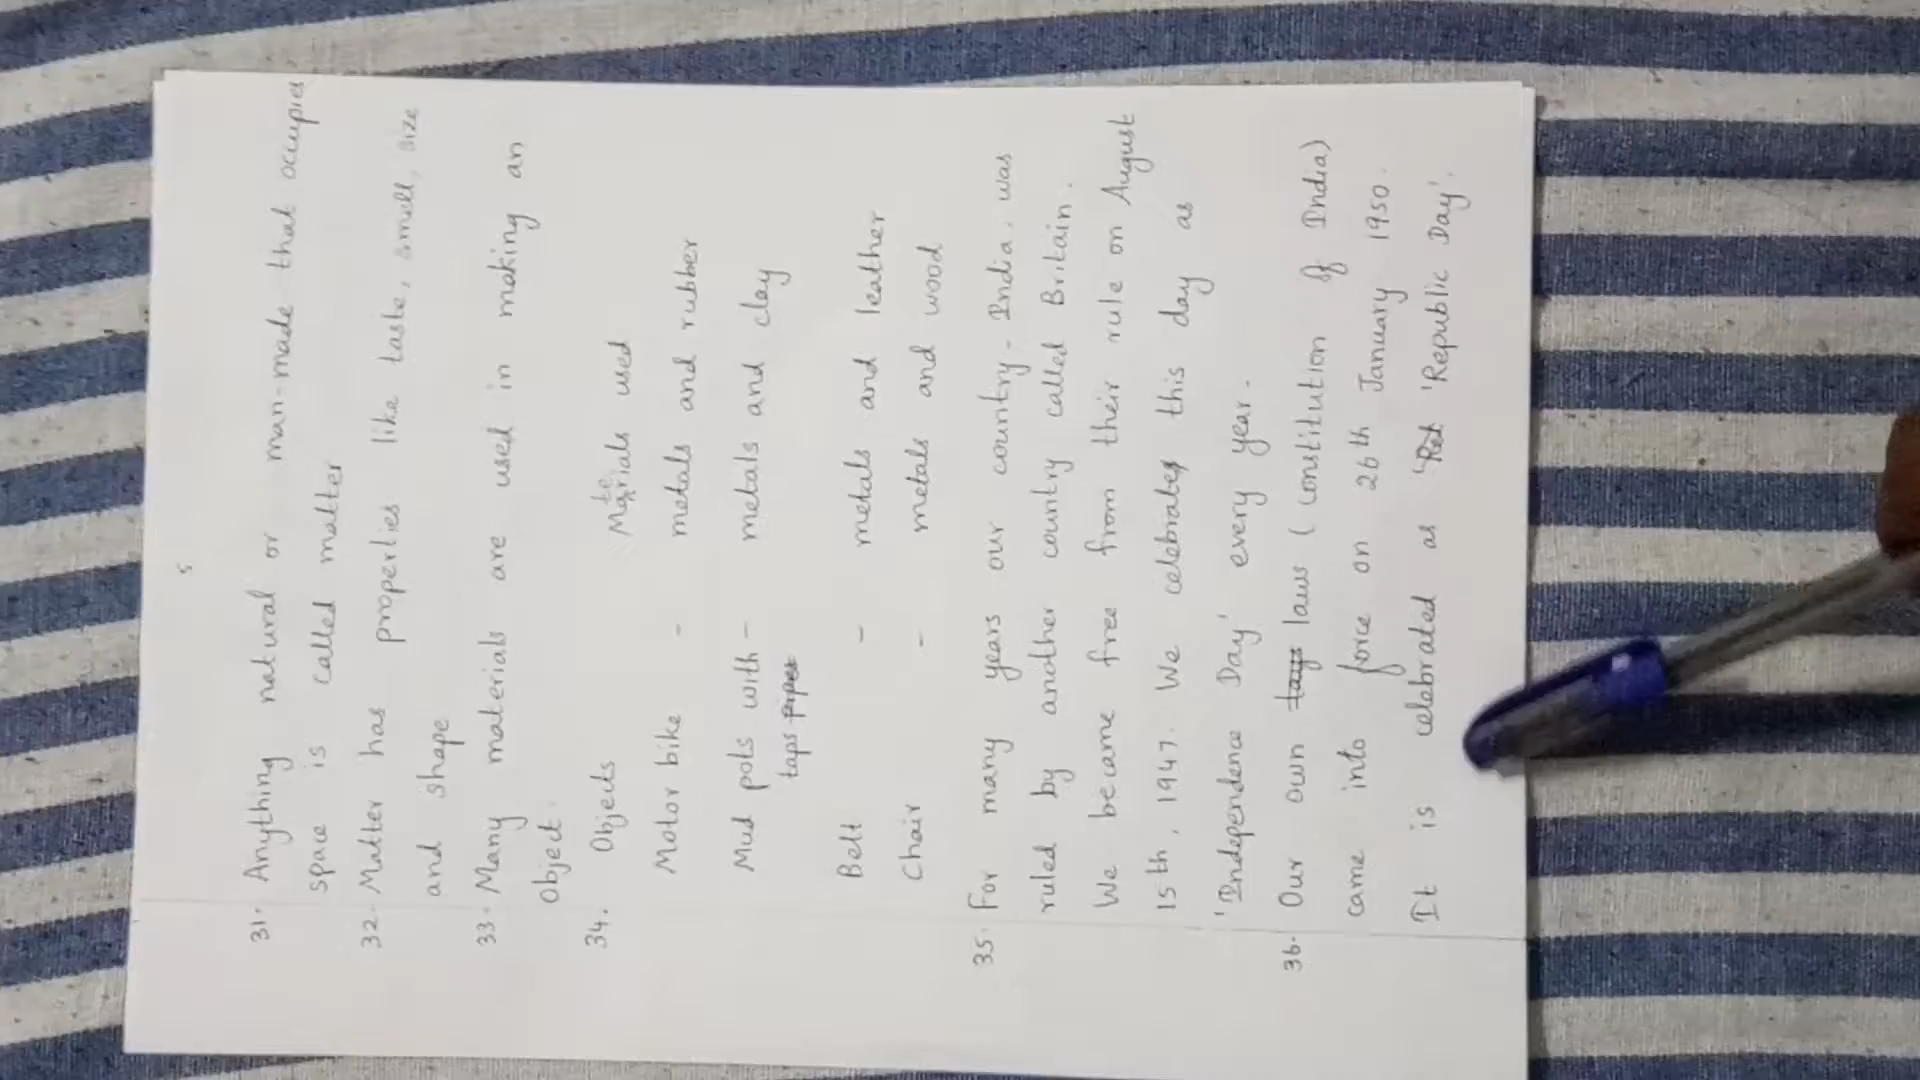 5
31. Anything natural or man-made that occupies
space is called matter
32. Matter has properties like taste, smell, size
and shape
33. Many materials are used in making an
Object.
34. Objects Materials used
Motor bike - metals and rubber
Mud pots with - metals and clay
taps
Belt - metals and leather
Chair - metals and wood
35. For many years our country - India, was
ruled by another country called Britain.
We became free from their rule on August
15th, 1947. We celebrate this day as
'Independence Day' every year.
36. Our own laws (Constitution of India)
came into force on 26th January 1950.
It is celebrated as 'Republic Day'.